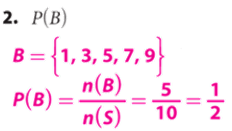 2. P(B)
B = {1, 3, 5, 7, 9}
P(B) = n(B)/n(S) = 5/10 = 1/2